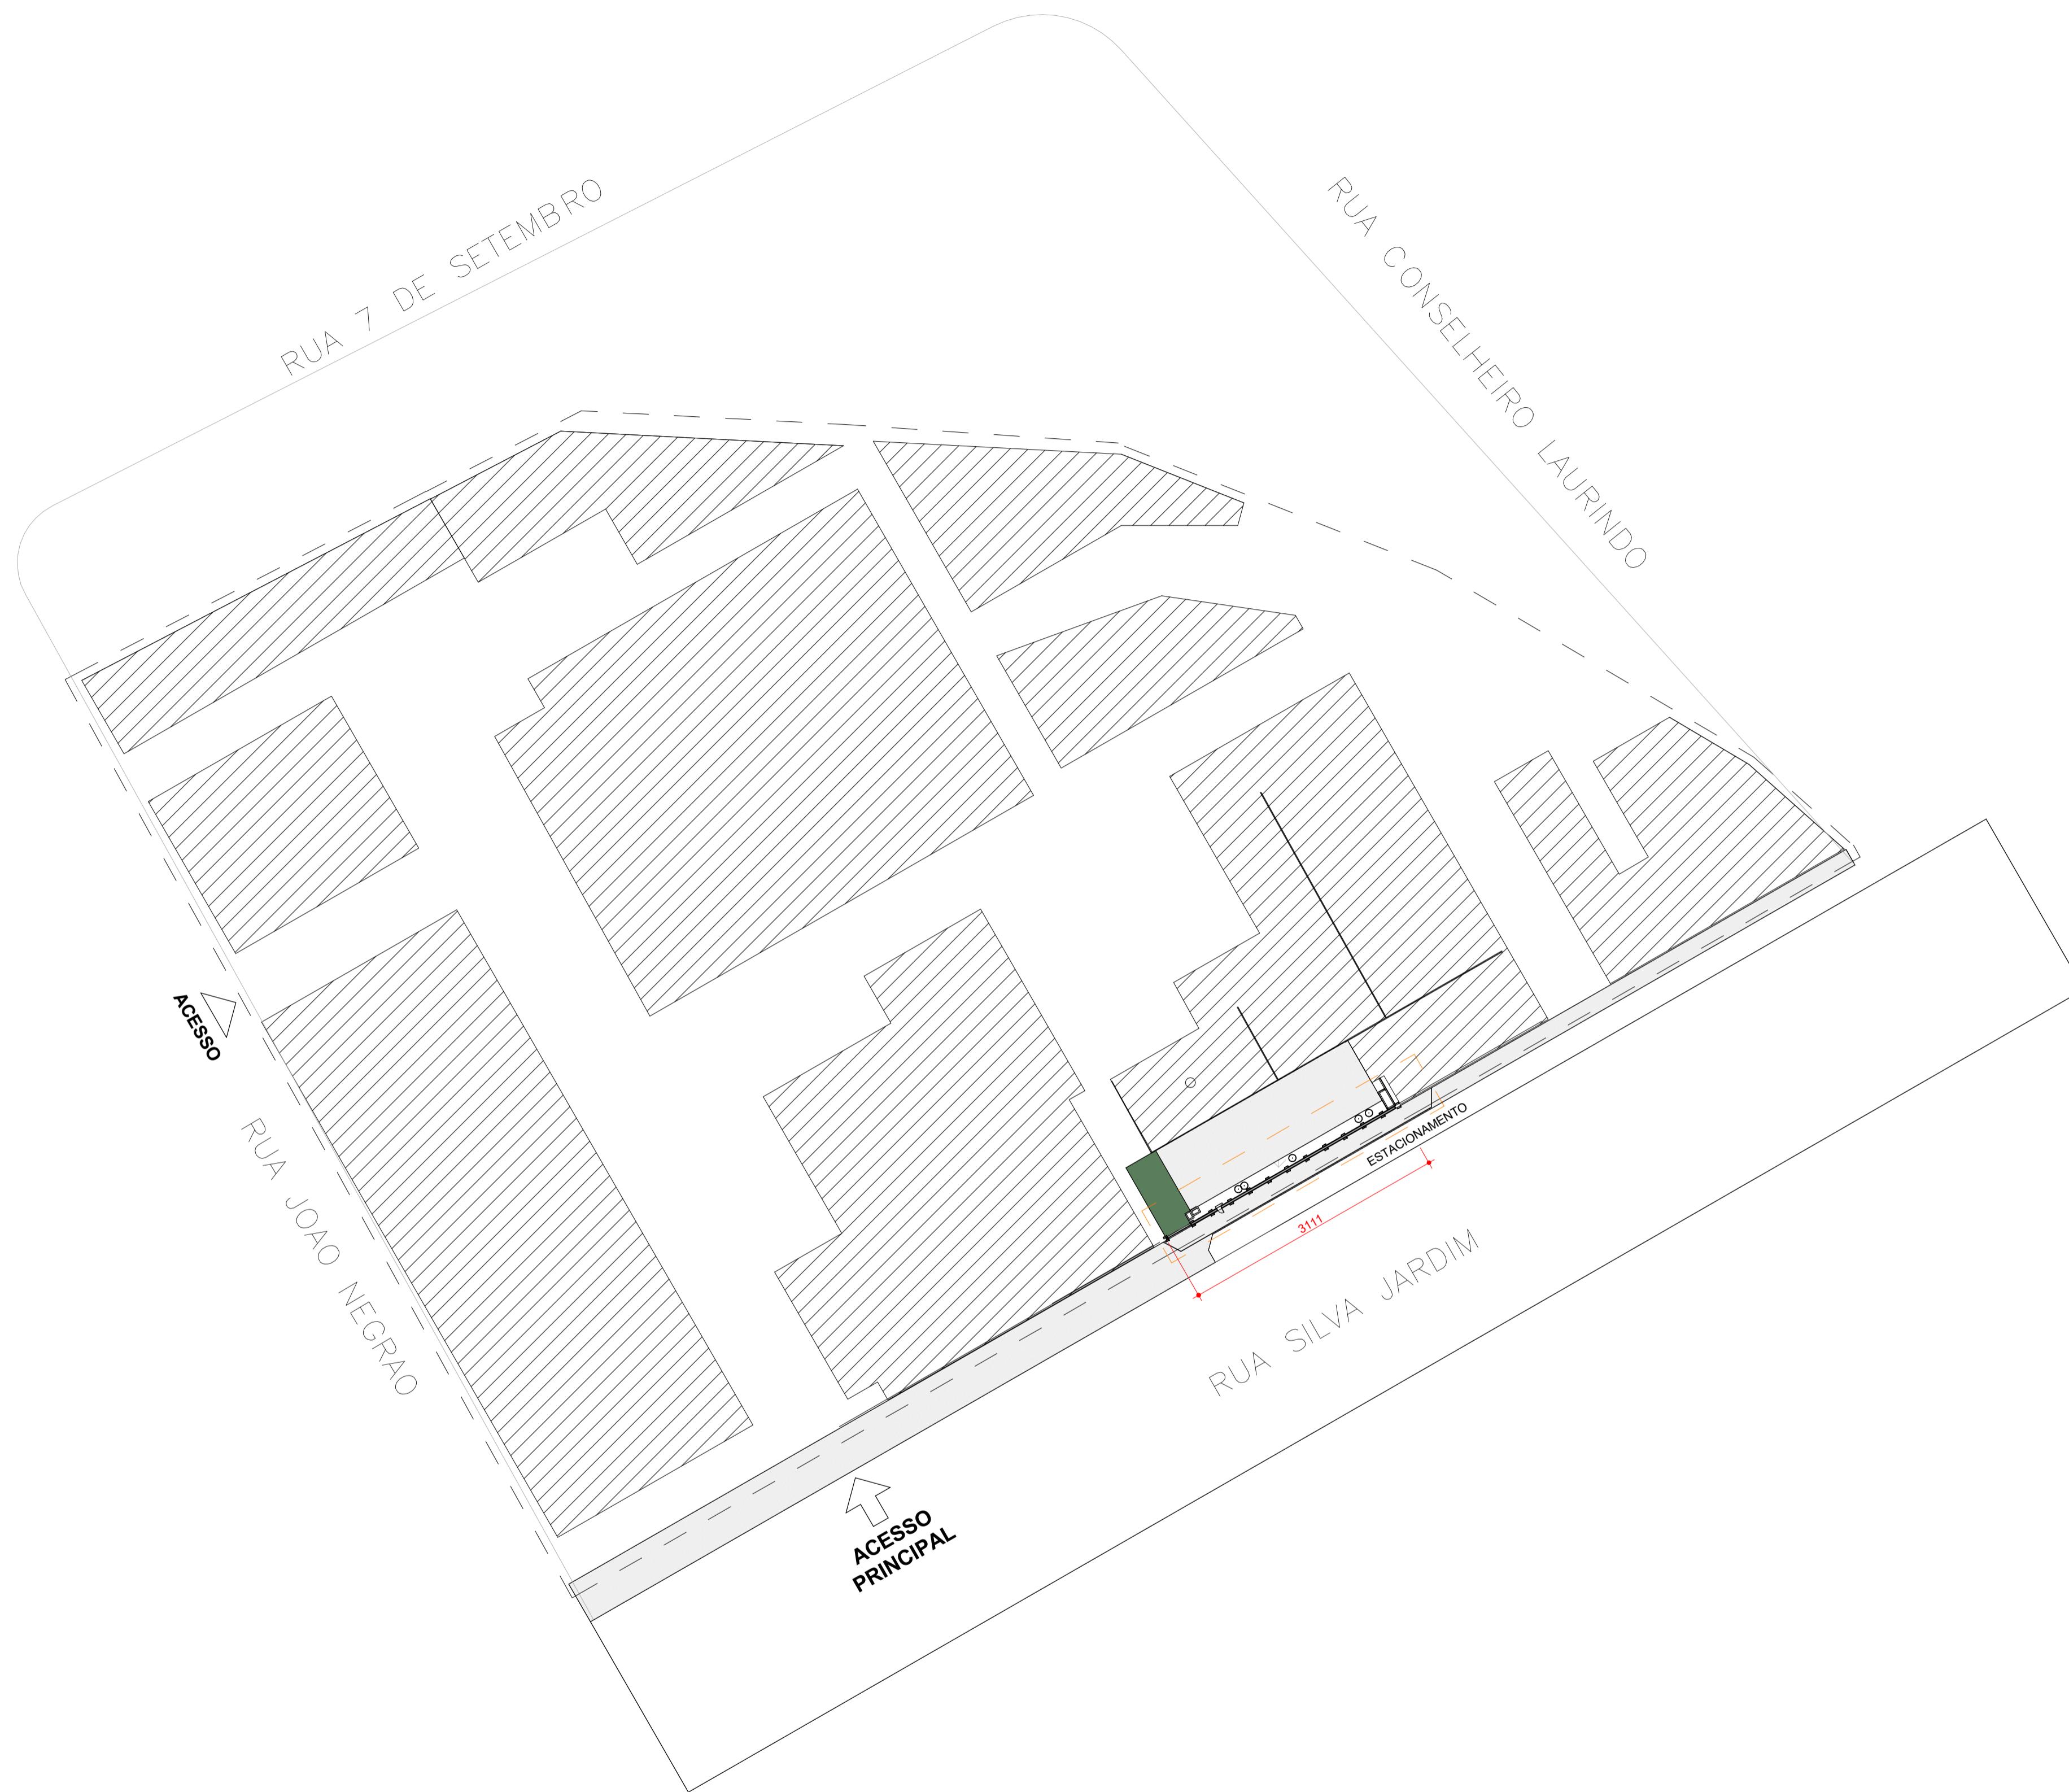 RUA 7 DE SETEMBRO
RUA CONSELHEIRO LAURINDO
ACESSO
RUA JOAO NEGRAO
ESTACIONAMENTO
3111
RUA SILVA JARDIM
ACESSO
PRINCIPAL